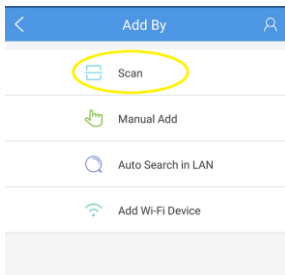 Add By
Scan
Manual Add
Auto Search in LAN
Add Wi-Fi Device